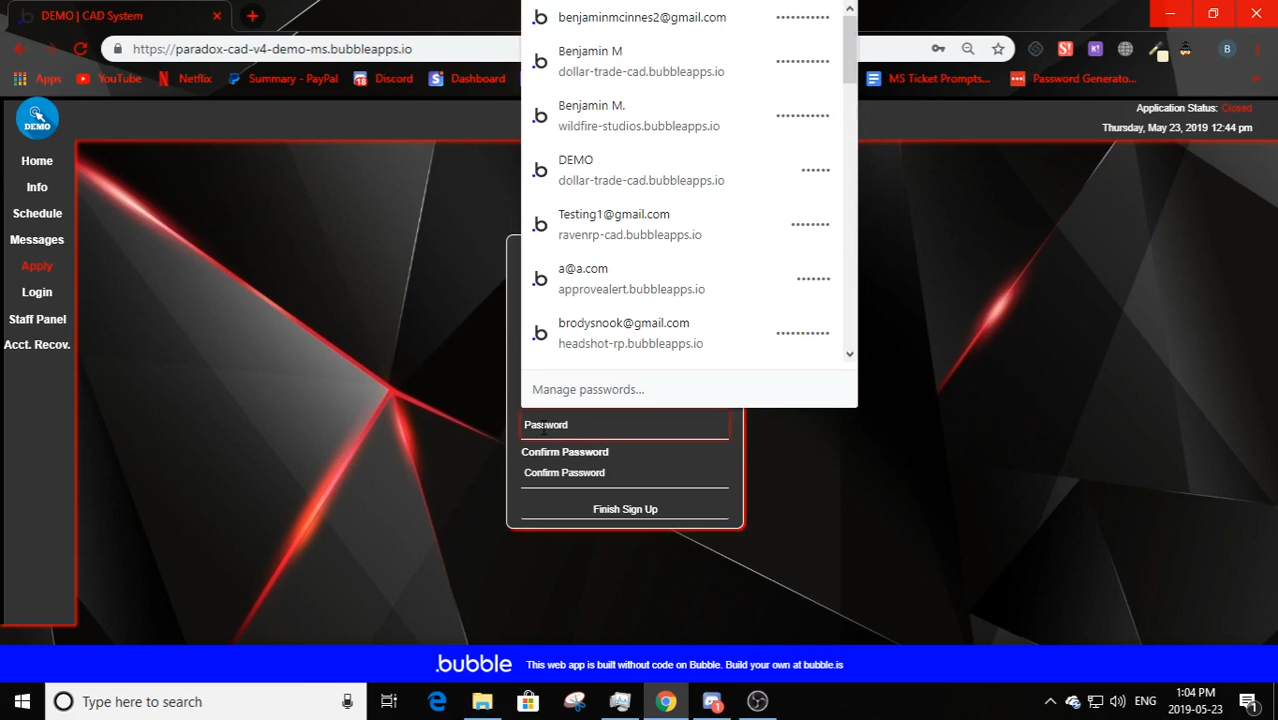 DEMO | CAD System
https://paradox-cad-v4-demo-ms.bubbleapps.io
B
Apps
YouTube
Netflix
Summary - PayPal
18
Discord
Dashboard
MS Ticket Prompts...
Password Generato...
DEMO
Application Status: Closed
Thursday, May 23, 2019 12:44 pm
Home
Info
Schedule
Messages
Apply
Login
Staff Panel
Acct. Recov.
benjaminmcinnes2@gmail.com
Benjamin M
dollar-trade-cad.bubbleapps.io
Benjamin M.
wildfire-studios.bubbleapps.io
DEMO
dollar-trade-cad.bubbleapps.io
Testing1@gmail.com
ravenrp-cad.bubbleapps.io
a@a.com
approvealert.bubbleapps.io
brodysnook@gmail.com
headshot-rp.bubbleapps.io
Manage passwords...
Password
Confirm Password
Confirm Password
Finish Sign Up
.bubble
This web app is built without code on Bubble. Build your own at bubble.is
Type here to search
1
ENG
1:04 PM
2019-05-23
1